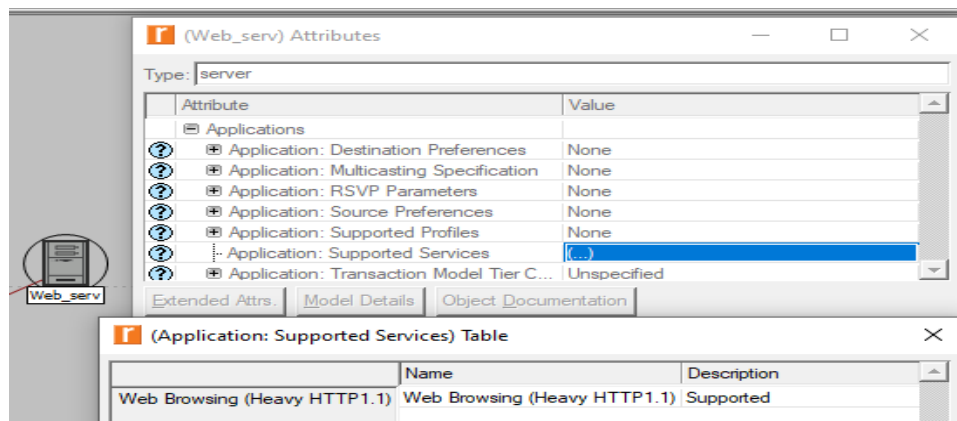 (Web_serv) Attributes
Type: server
Attribute Value
Applications
Application: Destination Preferences None
Application: Multicasting Specification None
Application: RSVP Parameters None
Application: Source Preferences None
Application: Supported Profiles None
Application: Supported Services (...)
Application: Transaction Model Tier C... Unspecified
Web_serv
Extended Attrs. Model Details Object Documentation
(Application: Supported Services) Table
Name Description
Web Browsing (Heavy HTTP1.1) Web Browsing (Heavy HTTP1.1) Supported